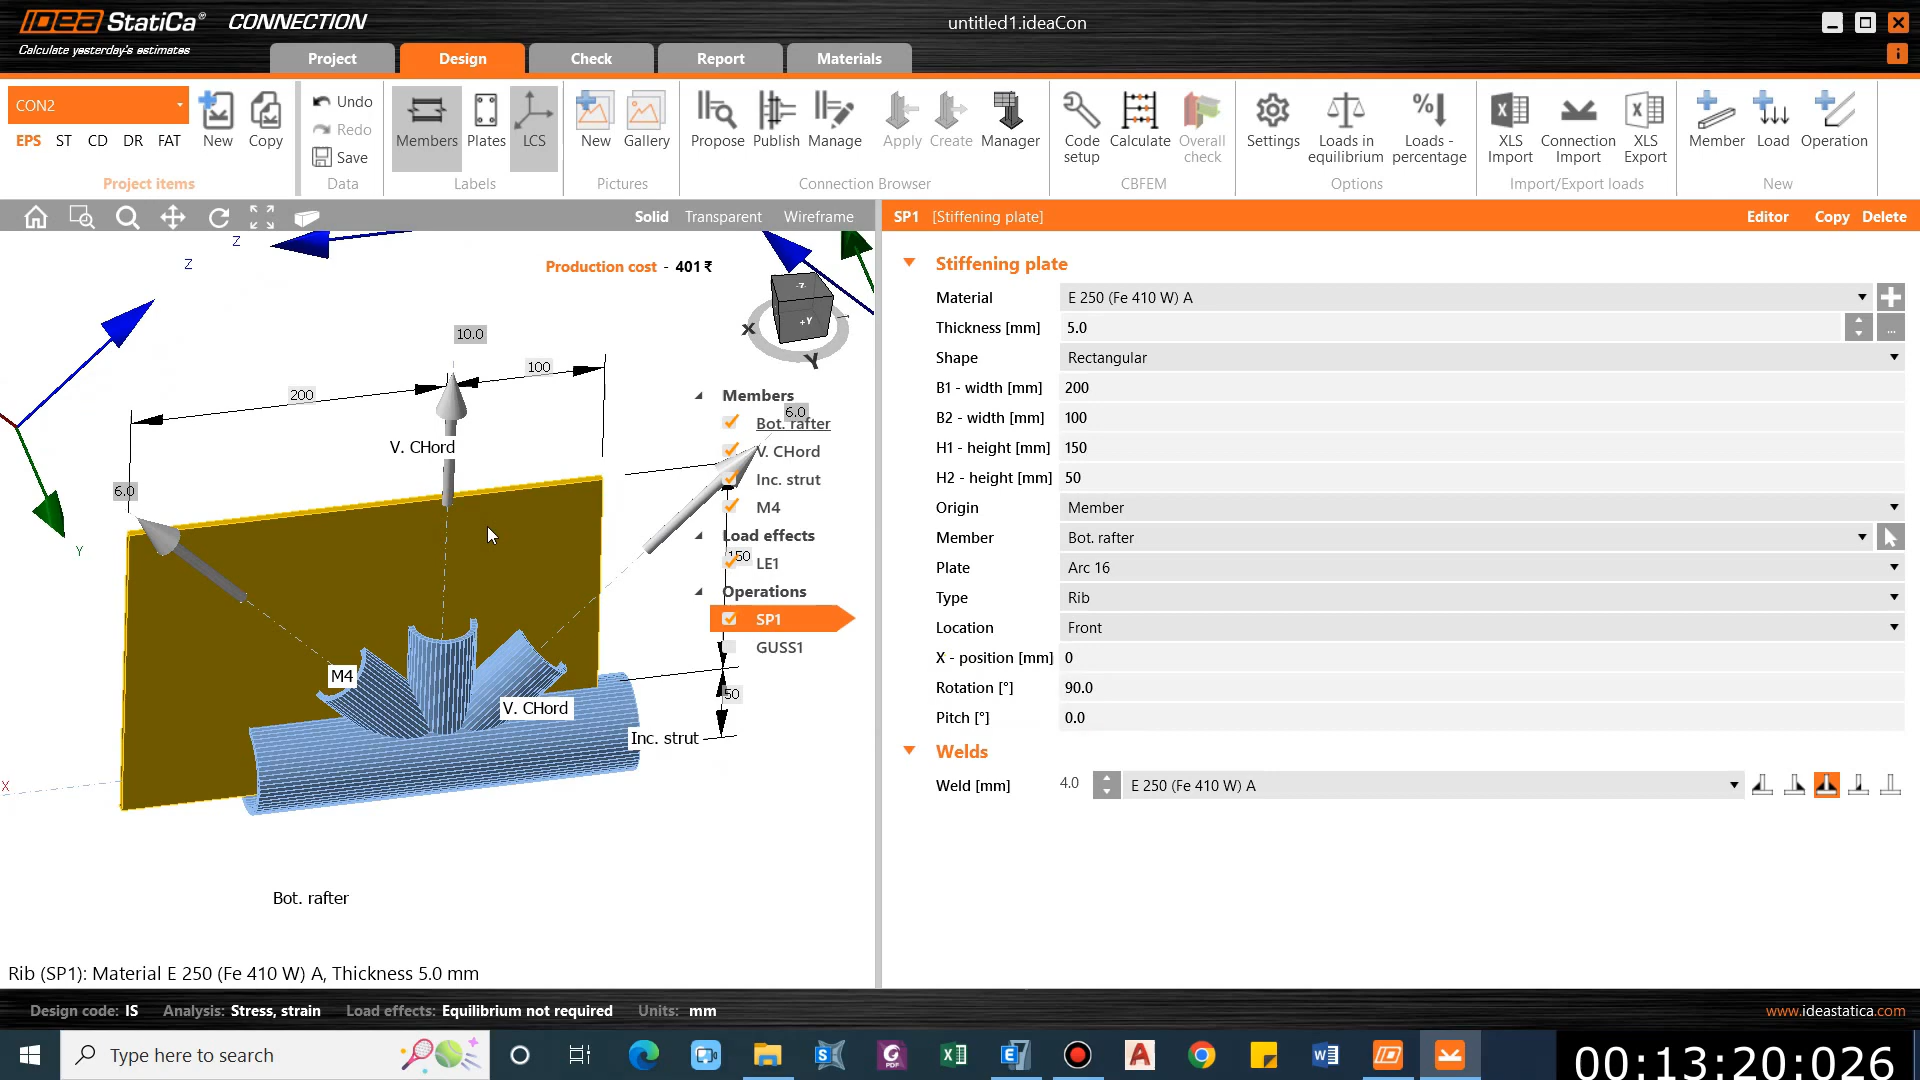 IDEA StatiCa® CONNECTION
Calculate yesterday's estimates
untitled1.ideaCon
i
Project
Design
Check
Report
Materials
CON2
EPS ST CD DR FAT
New
Copy
Project items
Undo
Redo
Save
Data
Members
Plates
LCS
Labels
New
Gallery
Pictures
Propose
Publish
Manage
Apply
Create
Manager
Connection Browser
Code setup
Calculate
Overall check
CBFEM
Settings
Loads in equilibrium
Loads - percentage
Options
XLS Import
Connection Import
XLS Export
Import/Export loads
Member
Load
Operation
New
Solid Transparent Wireframe
SP1 [Stiffening plate]
Editor Copy Delete
Z
Z
Production cost - 401 ₹
-Z
+Y
X
Y
10.0
100
200
V. CHord
6.0
6.0
Y
150
M4
V. CHord
50
Inc. strut
X
Bot. rafter
Members
Bot. rafter
V. CHord
Inc. strut
M4
Load effects
LE1
Operations
SP1
GUSS1
Rib (SP1): Material E 250 (Fe 410 W) A, Thickness 5.0 mm
Stiffening plate
Material E 250 (Fe 410 W) A
Thickness [mm] 5.0 ...
Shape Rectangular
B1 - width [mm] 200
B2 - width [mm] 100
H1 - height [mm] 150
H2 - height [mm] 50
Origin Member
Member Bot. rafter
Plate Arc 16
Type Rib
Location Front
X - position [mm] 0
Rotation [°] 90.0
Pitch [°] 0.0
Welds
Weld [mm] 4.0 E 250 (Fe 410 W) A
Design code: IS Analysis: Stress, strain Load effects: Equilibrium not required Units: mm
www.ideastatica.com
Type here to search
00:13:20:026